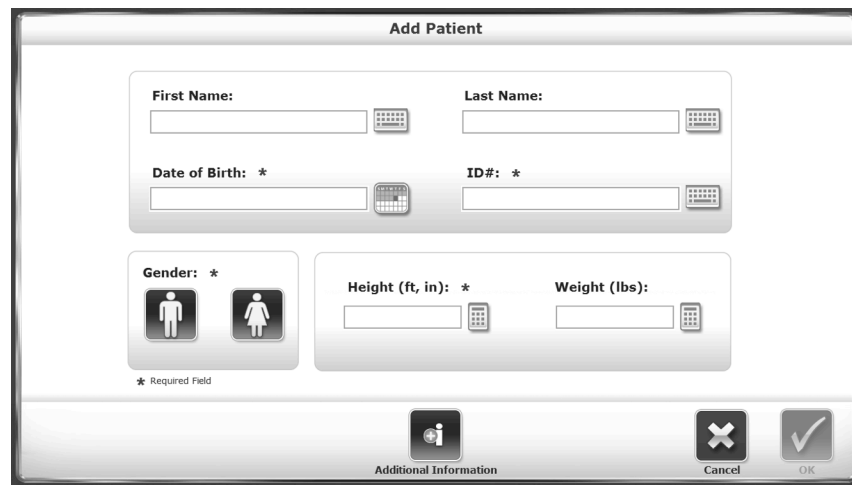 Add Patient
First Name: Last Name:
Date of Birth: * ID#: *
Gender: *
Height (ft, in): * Weight (lbs):
* Required Field
Additional Information Cancel OK